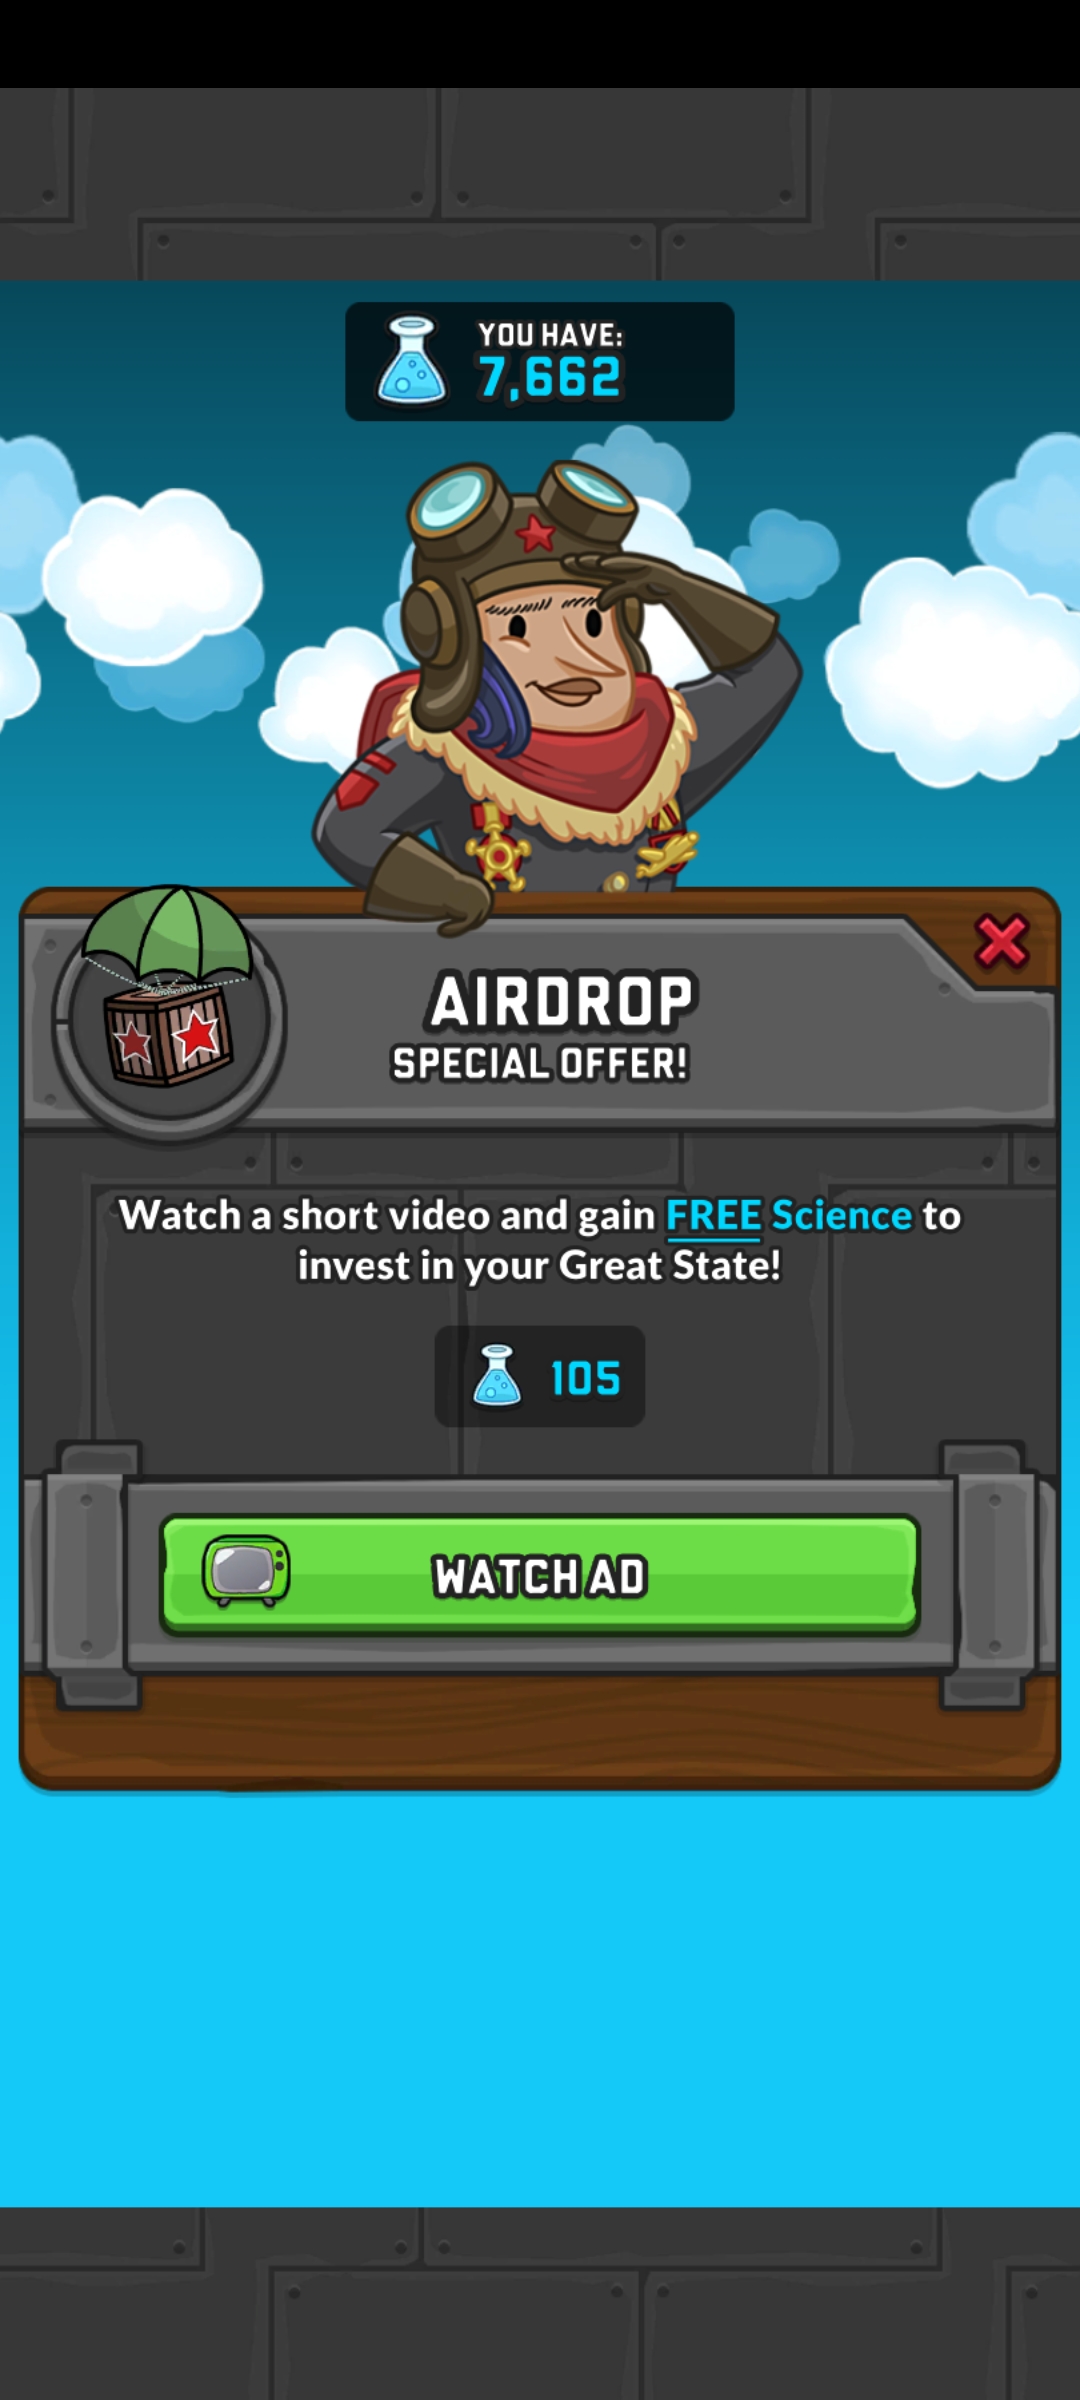 YOU HAVE:
7,662
AIRDROP
SPECIAL OFFER!
Watch a short video and gain FREE Science to
invest in your Great State!
105
WATCH AD